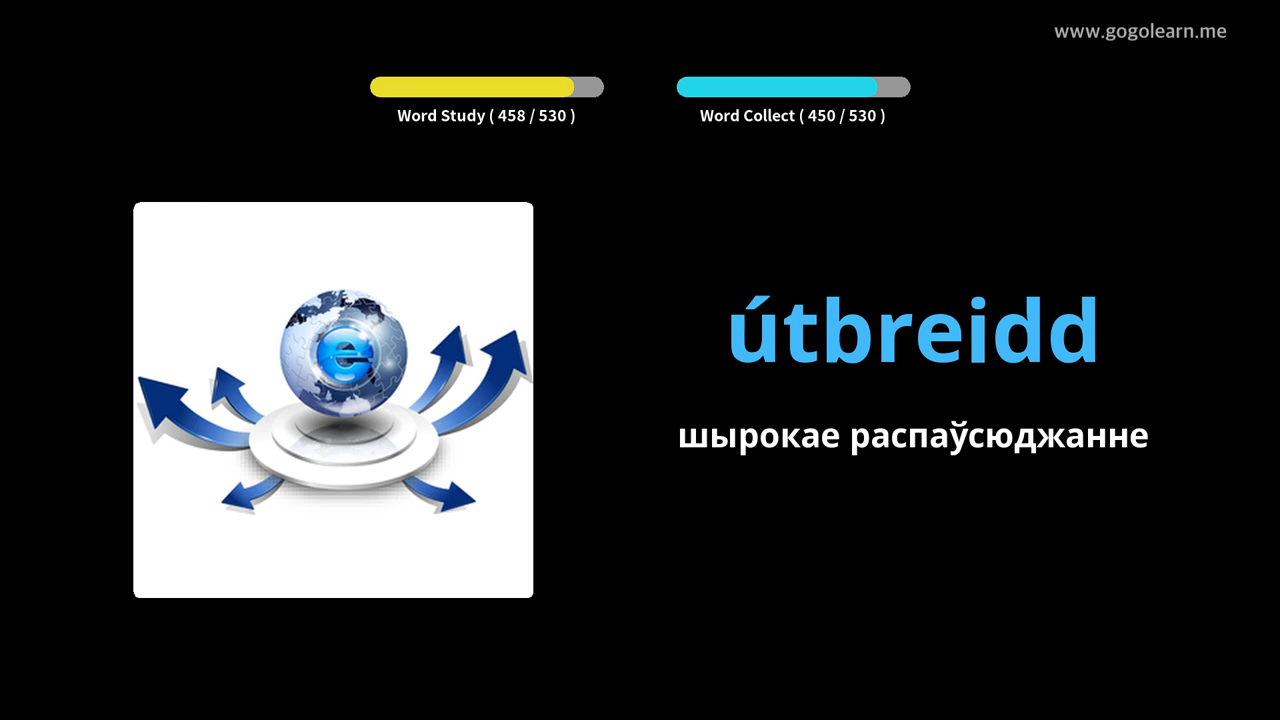 www.gogolearn.me
Word Study ( 458 / 530 )
Word Collect ( 450 / 530 )
e
útbreidd
шырокае распаўсюджанне